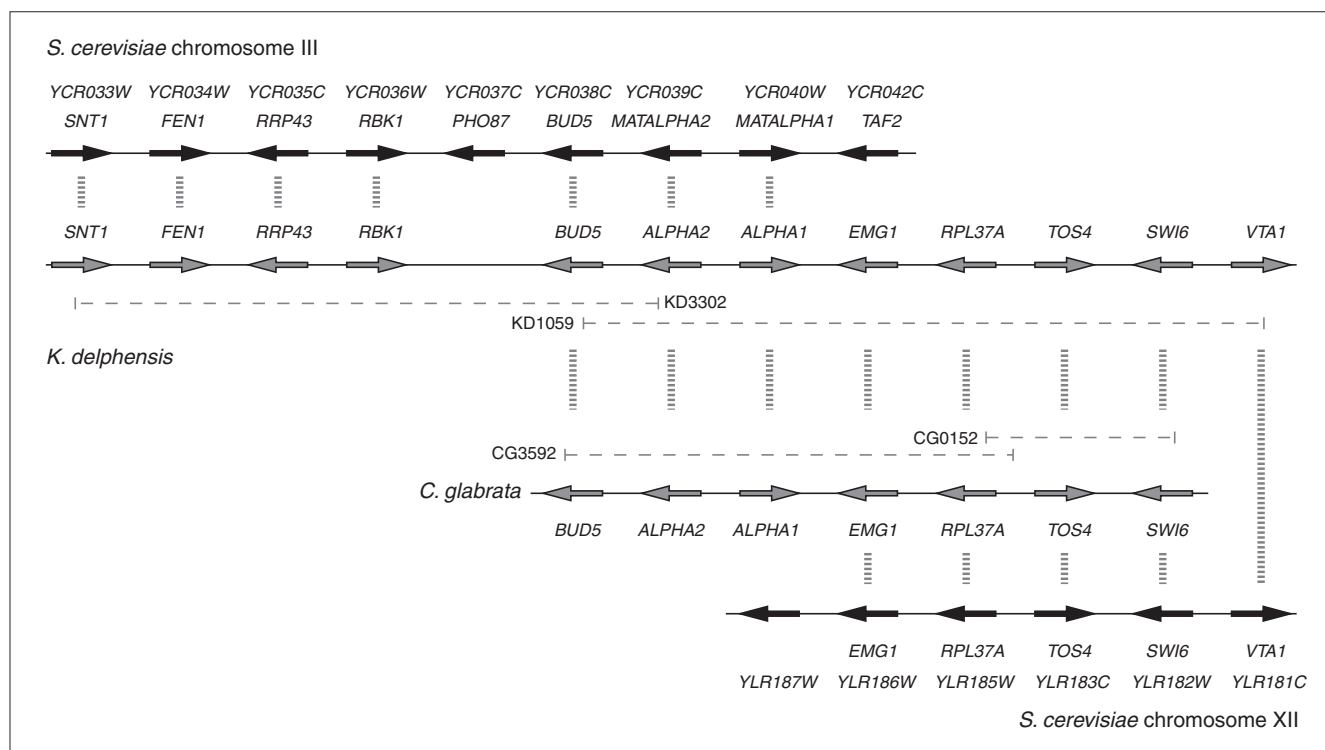 S. cerevisiae chromosome III
YCR033W YCR034W YCR035C YCR036W YCR037C YCR038C YCR039C YCR040W YCR042C
SNT1 FEN1 RRP43 RBK1 PHO87 BUD5 MATALPHA2 MATALPHA1 TAF2
SNT1 FEN1 RRP43 RBK1 BUD5 ALPHA2 ALPHA1 EMG1 RPL37A TOS4 SWI6 VTA1
KD3302
KD1059
K. delphensis
CG0152
CG3592
C. glabrata
BUD5 ALPHA2 ALPHA1 EMG1 RPL37A TOS4 SWI6
EMG1 RPL37A TOS4 SWI6 VTA1
YLR187W YLR186W YLR185W YLR183C YLR182W YLR181C
S. cerevisiae chromosome XII